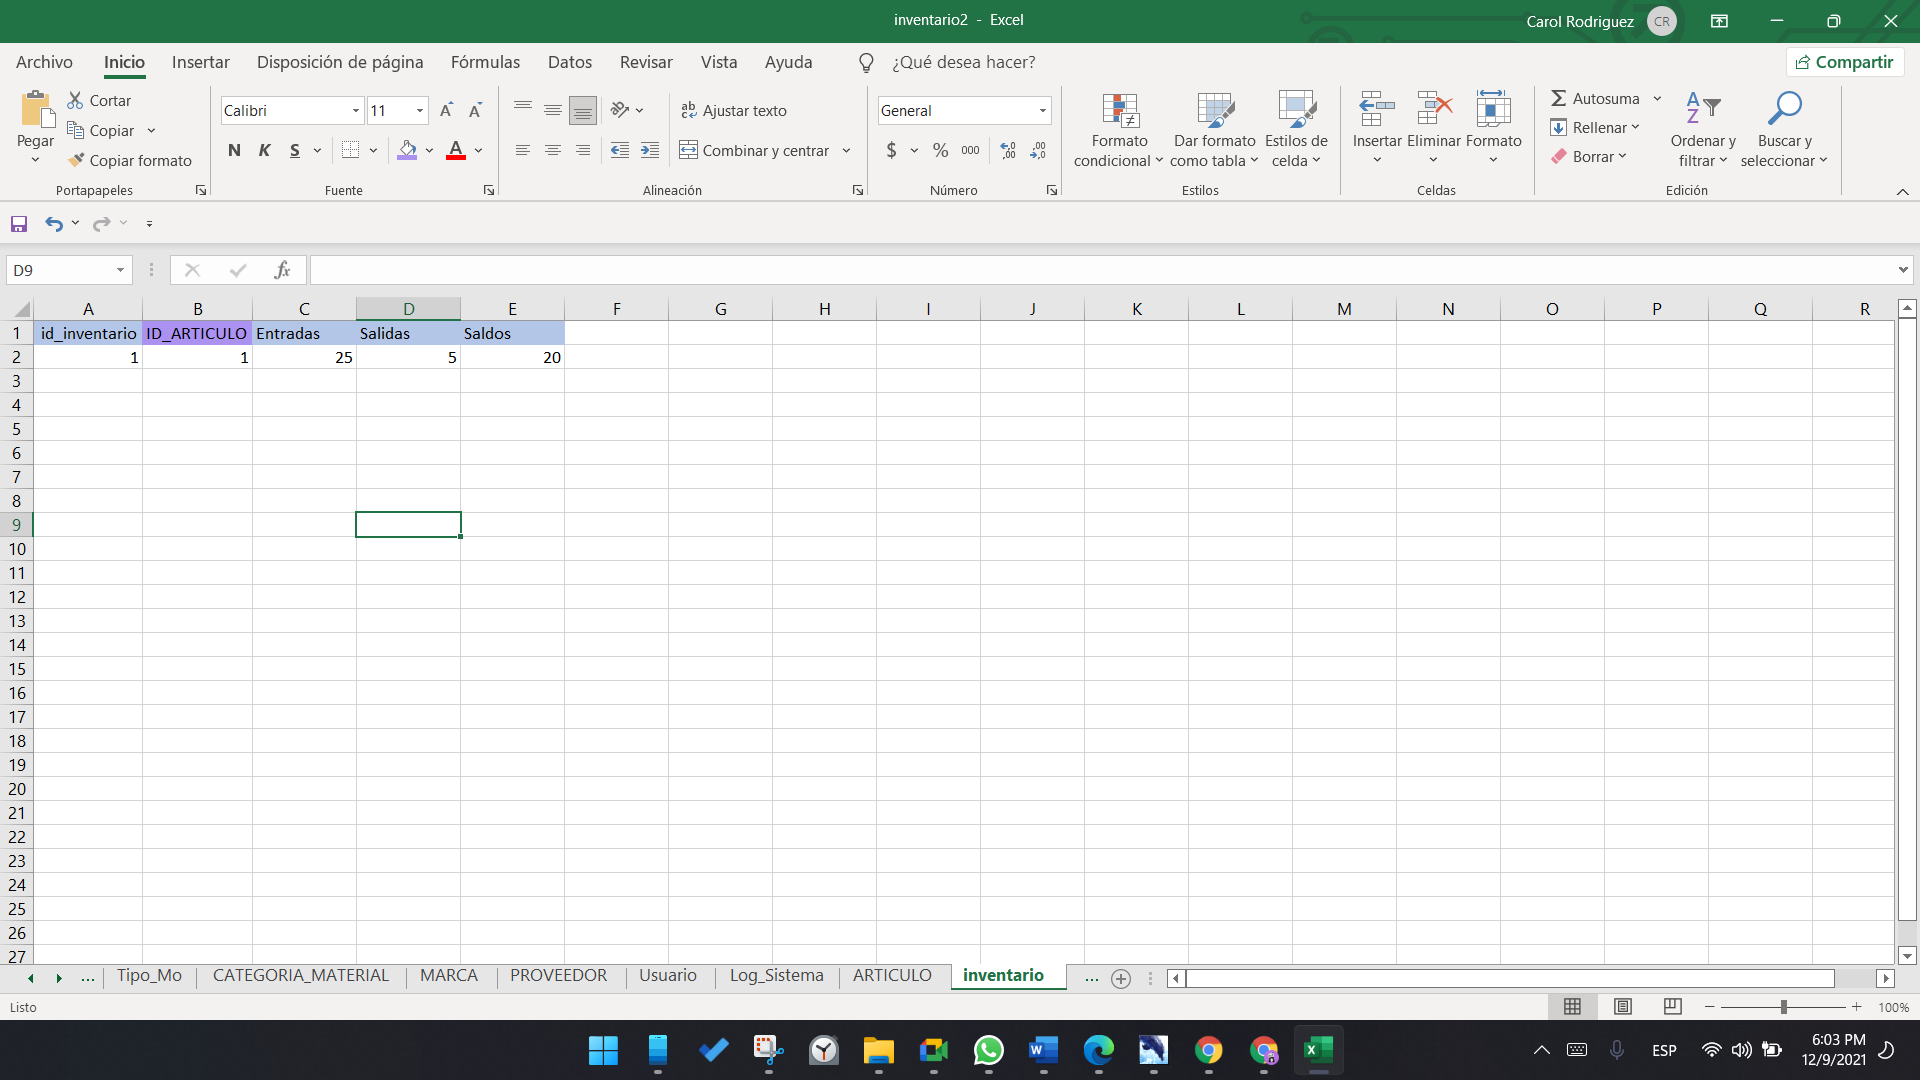 inventario2 - Excel
Carol Rodriguez CR
Archivo Inicio Insertar Disposición de página Fórmulas Datos Revisar Vista Ayuda ¿Qué desea hacer? Compartir
Pegar
Cortar
Copiar
Copiar formato
Portapapeles
Calibri 11
N K S A
Fuente
Ajustar texto
Combinar y centrar
Alineación
General
$ % 000
Número
Formato condicional
Dar formato como tabla
Estilos de celda
Estilos
Insertar Eliminar Formato
Celdas
Autosuma
Rellenar
Borrar
Ordenar y filtrar
Buscar y seleccionar
Edición
D9 fx
A B C D E F G H I J K L M N O P Q R
1 id_inventario ID_ARTICULO Entradas Salidas Saldos
2 1 1 25 5 20
3
4
5
6
7
8
9
10
11
12
13
14
15
16
17
18
19
20
21
22
23
24
25
26
27
... Tipo_Mo CATEGORIA_MATERIAL MARCA PROVEEDOR Usuario Log_Sistema ARTICULO inventario ...
Listo 100%
ESP 6:03 PM
12/9/2021